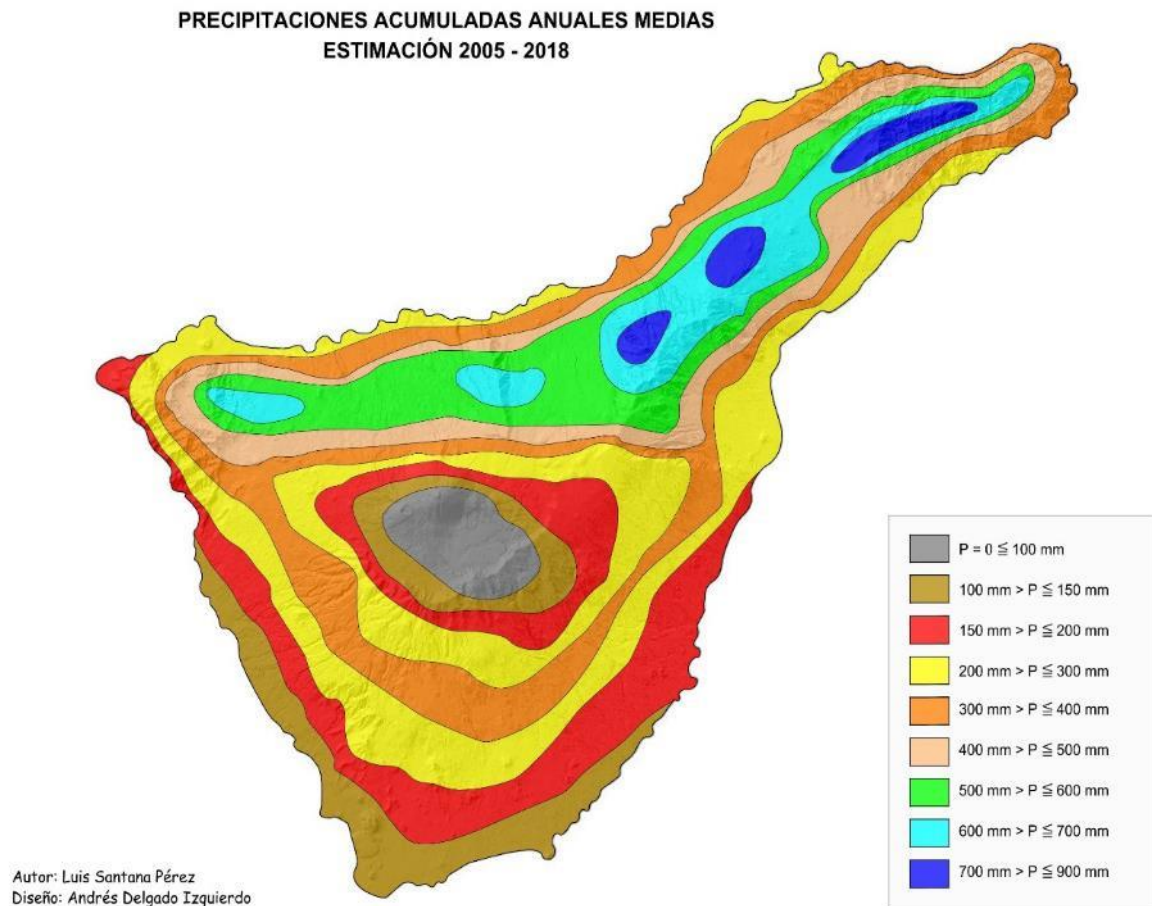 PRECIPITACIONES ACUMULADAS ANUALES MEDIAS
ESTIMACIÓN 2005 - 2018
P = 0 ≦ 100 mm
100 mm > P ≦ 150 mm
150 mm > P ≦ 200 mm
200 mm > P ≦ 300 mm
300 mm > P ≦ 400 mm
400 mm > P ≦ 500 mm
500 mm > P ≦ 600 mm
600 mm > P ≦ 700 mm
700 mm > P ≦ 900 mm
Autor: Luis Santana Pérez
Diseño: Andrés Delgado Izquierdo